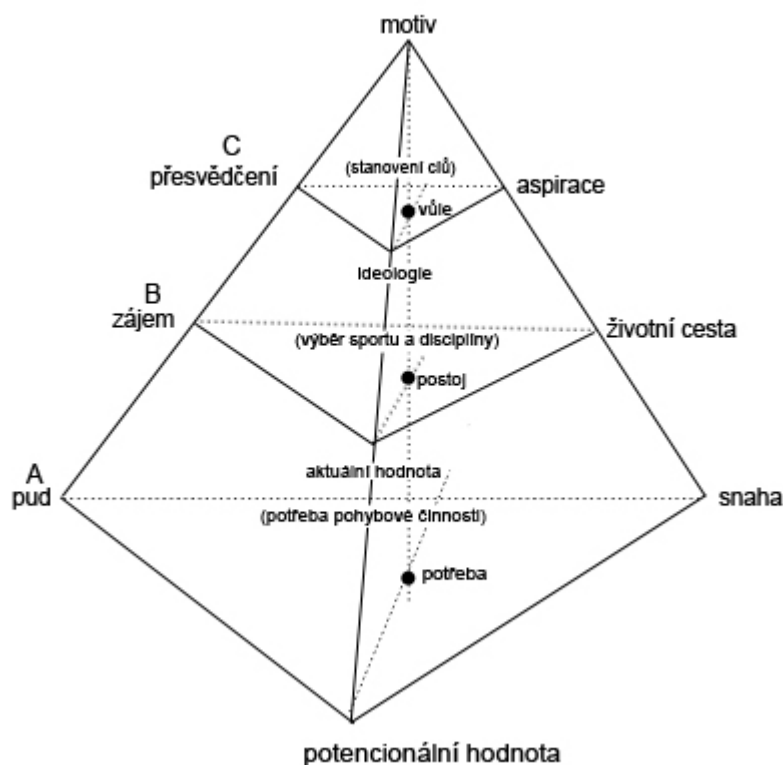 motiv
C
přesvědčení
(stanovení cílů)
aspirace
vůle
ideologie
B
zájem
(výběr sportu a disciplíny)
životní cesta
postoj
A
pud
aktuální hodnota
(potřeba pohybové činnosti)
snaha
potřeba
potencionální hodnota